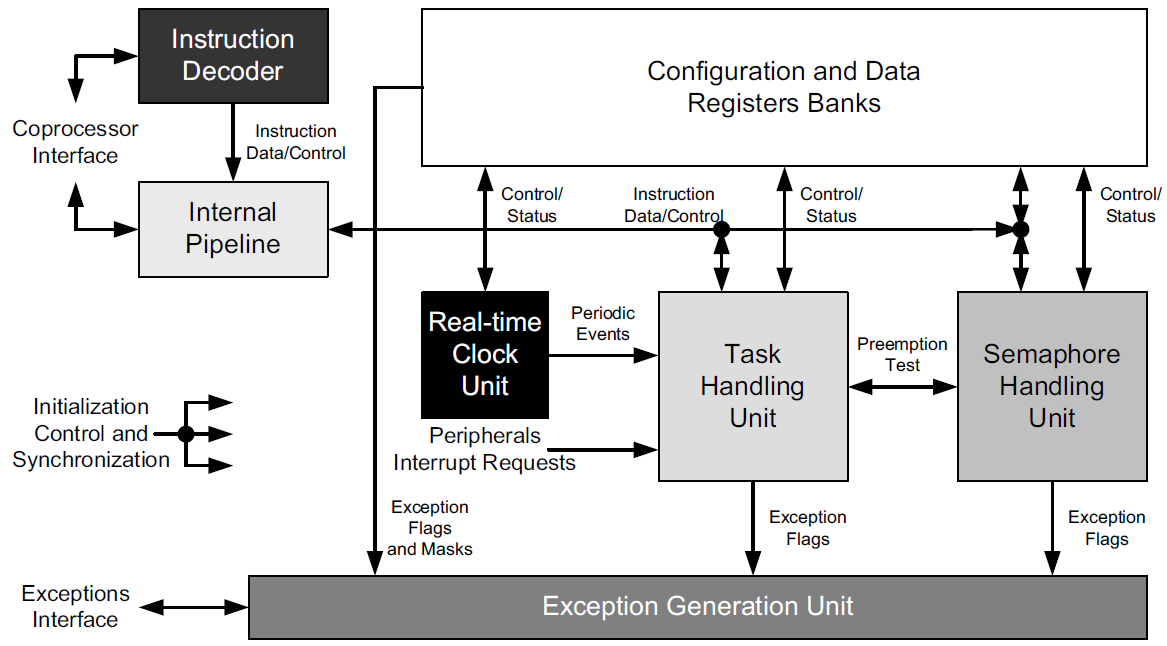 Instruction
Decoder
Configuration and Data
Registers Banks
Coprocessor
Interface
Instruction
Data/Control
Internal
Pipeline
Control/
Status
Instruction
Data/Control
Control/
Status
Control/
Status
Real-time
Clock
Unit
Periodic
Events
Task
Handling
Unit
Preemption
Test
Semaphore
Handling
Unit
Initialization
Control and
Synchronization
Peripherals
Interrupt Requests
Exception
Flags
and Masks
Exception
Flags
Exception
Flags
Exceptions
Interface
Exception Generation Unit